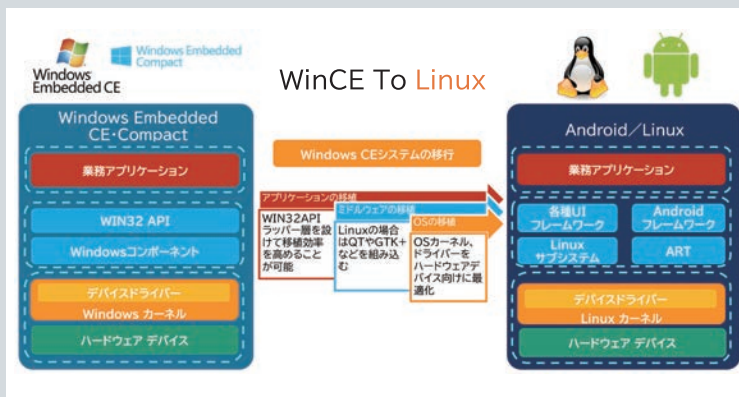 Windows Embedded CE
Windows Embedded
Compact
WinCE To Linux
Windows Embedded
CE・Compact
業務アプリケーション
WIN32 API
Windowsコンポーネント
デバイスドライバー
Windows カーネル
ハードウェア デバイス
Windows CEシステムの移行
アプリケーションの移植
WIN32API
ラッパー層を設
けて移植効率
を高めること
が可能
ミドルウェアの移植
Linuxの場合
はQTやGTK+
などを組み込
む
OSの移植
OSカーネル、
ドライバーを
ハードウェアデ
バイス向けに最
適化
Android/Linux
業務アプリケーション
各種UI
フレームワーク
Android
フレームワーク
Linux
サブシステム
ART
デバイスドライバー
Linux カーネル
ハードウェア デバイス